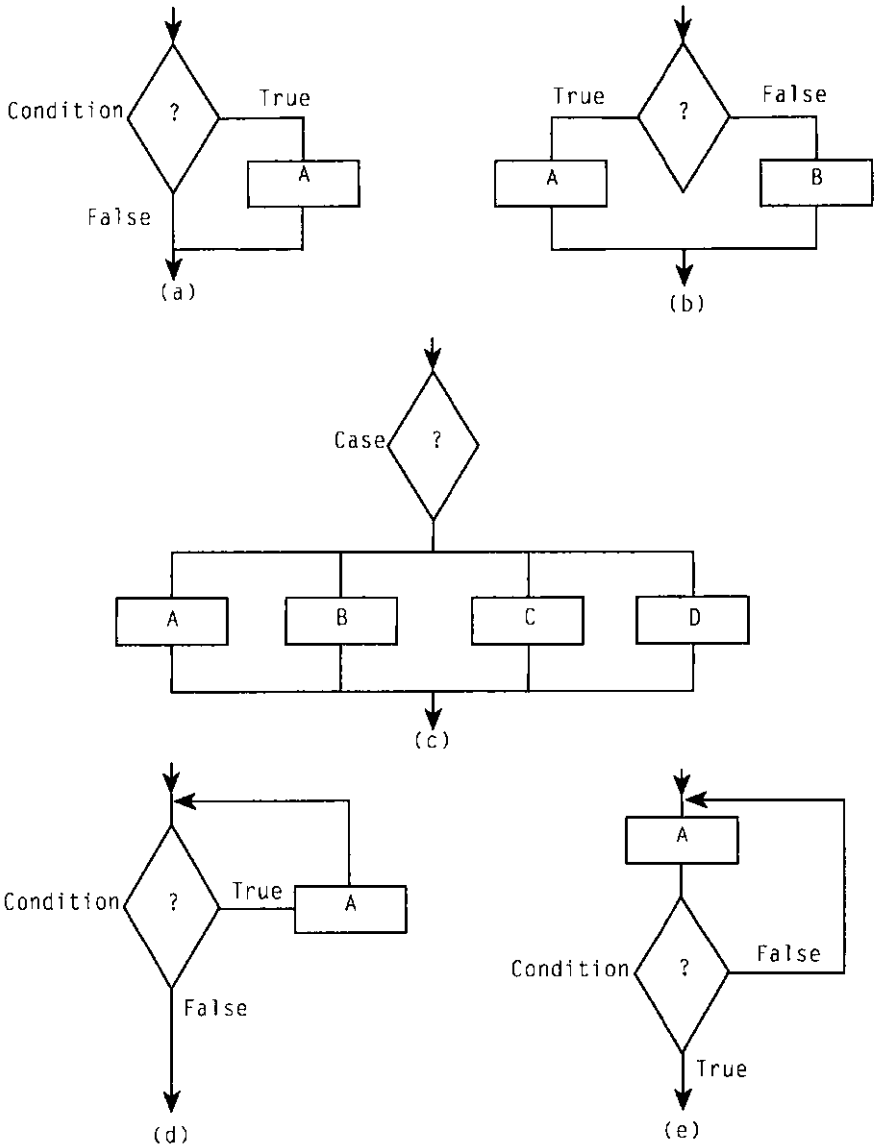 Condition
?
True
A
False
(a)
True
?
False
A
B
(b)
Case
?
A
B
C
D
(c)
Condition
?
True
A
False
(d)
A
Condition
?
False
True
(e)